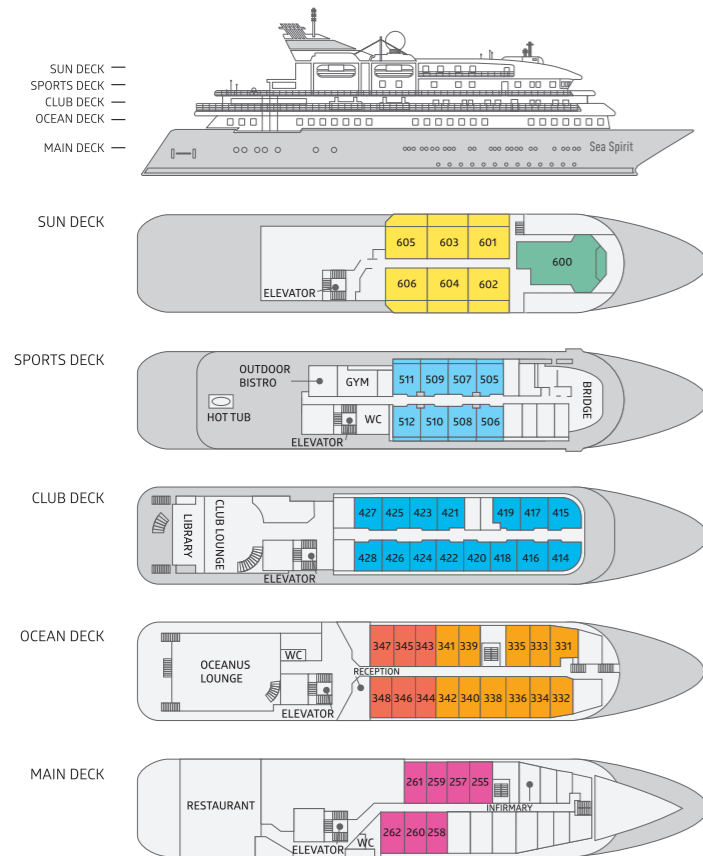 SUN DECK
SPORTS DECK
CLUB DECK
OCEAN DECK
MAIN DECK
Sea Spirit
SUN DECK
605 603 601
600
606 604 602
ELEVATOR
SPORTS DECK
OUTDOOR
BISTRO
GYM
511 509 507 505
BRIDGE
HOT TUB
WC
512 510 508 506
ELEVATOR
CLUB DECK
LIBRARY
CLUB LOUNGE
427 425 423 421 419 417 415
428 426 424 422 420 418 416 414
ELEVATOR
OCEAN DECK
OCEANUS
LOUNGE
WC
347 345 343 341 339 335 333 331
RECEPTION
348 346 344 342 340 338 336 334 332
ELEVATOR
MAIN DECK
RESTAURANT
261 259 257 255
INFIRMARY
262 260 258
WC
ELEVATOR